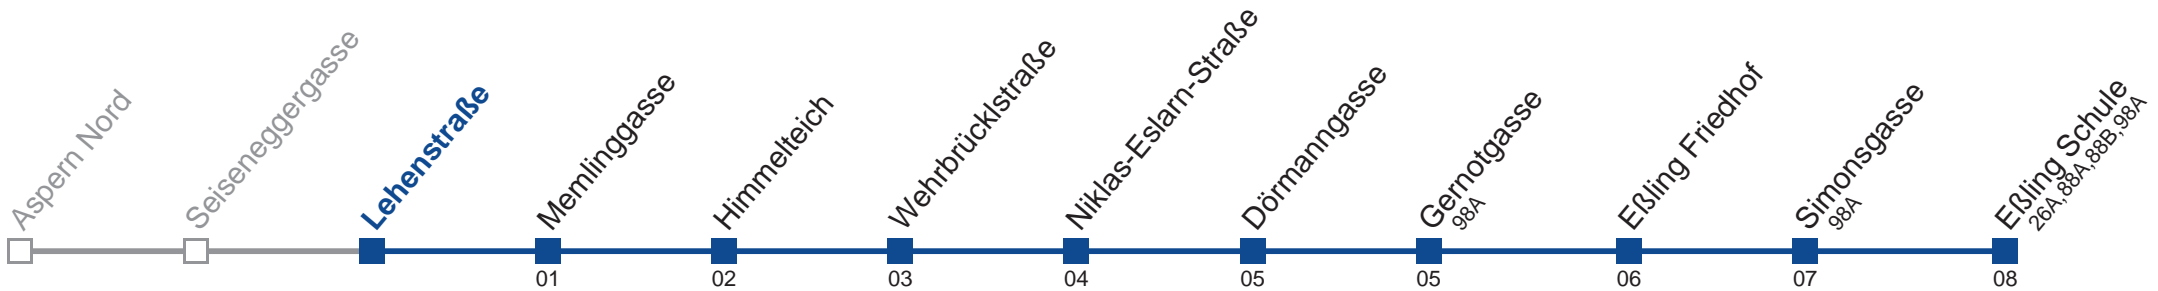 Aspern Nord
Seiseneggergasse
Lehenstraße
Memlinggasse
01
Himmelteich
02
Wehrbrücklstraße
03
Niklas-Eslarn-Straße
04
Dörmanngasse
05
Gernotgasse
98A
05
Eßling Friedhof
06
Simonsgasse
98A
07
Eßling Schule
26A,88A,88B,98A
08